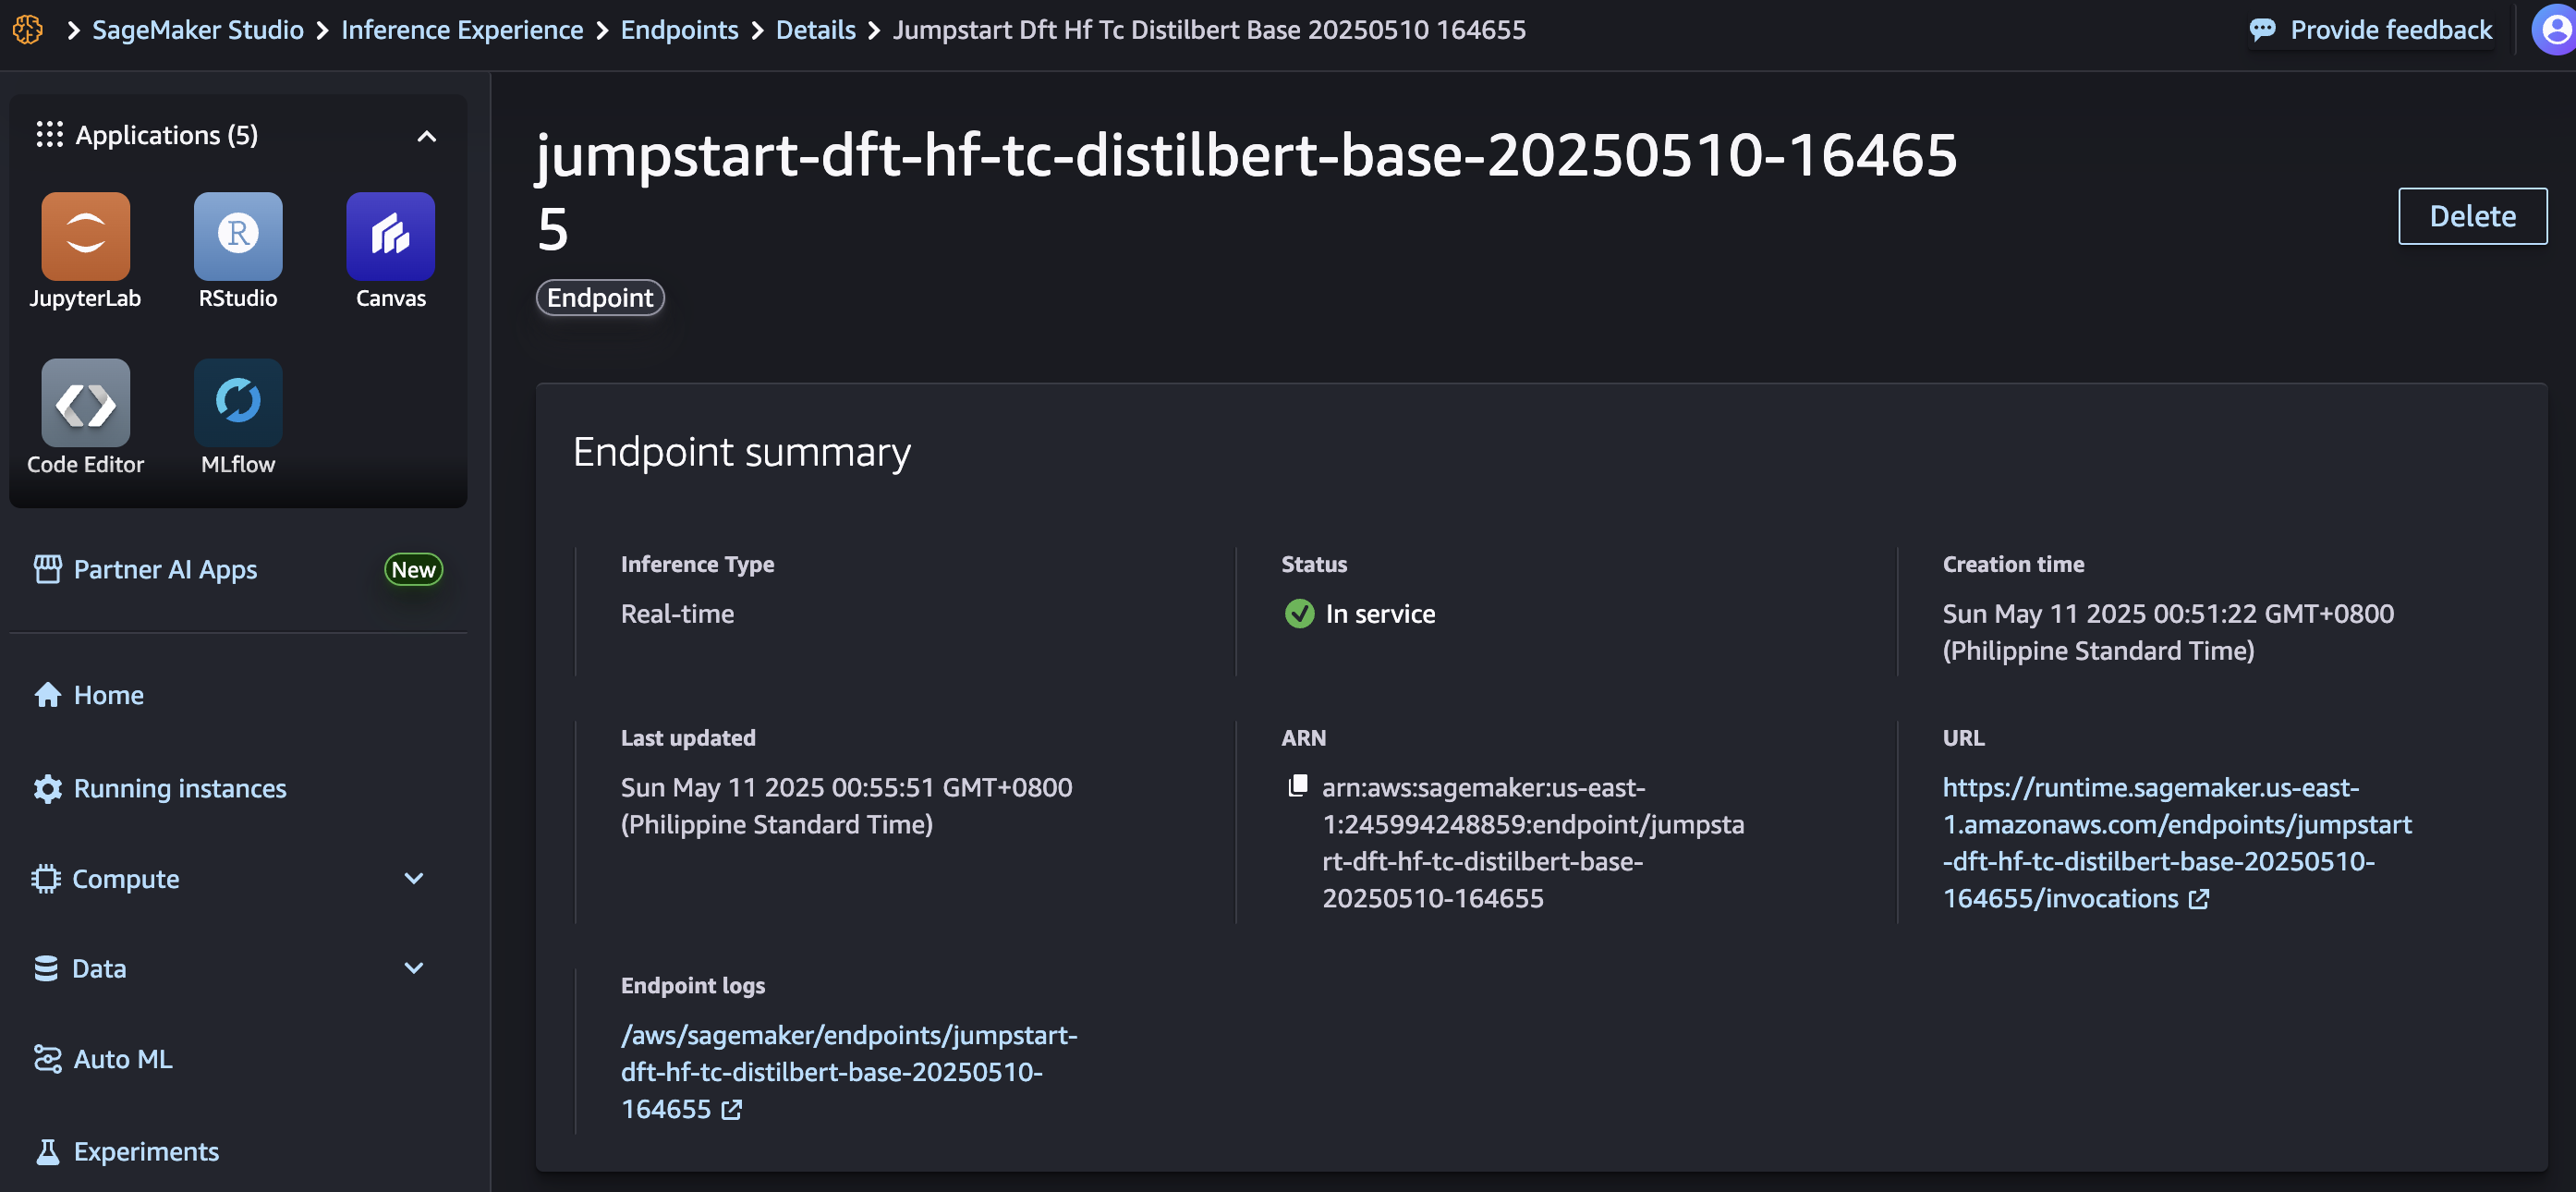 SageMaker Studio
Inference Experience
Endpoints
Details
Jumpstart Dft Hf Tc Distilbert Base 20250510 164655
Provide feedback
Applications (5)
JupyterLab
R
RStudio
Canvas
Code Editor
MLflow
Partner AI Apps
New
Home
Running instances
Compute
Data
Auto ML
Experiments
jumpstart-dft-hf-tc-distilbert-base-20250510-16465
5
Delete
Endpoint
Endpoint summary
Inference Type
Real-time
Status
In service
Creation time
Sun May 11 2025 00:51:22 GMT+0800
(Philippine Standard Time)
Last updated
Sun May 11 2025 00:55:51 GMT+0800
(Philippine Standard Time)
ARN
arn:aws:sagemaker:us-east-
1:245994248859:endpoint/jumpsta
rt-dft-hf-tc-distilbert-base-
20250510-164655
URL
https://runtime.sagemaker.us-east-
1.amazonaws.com/endpoints/jumpstart
-dft-hf-tc-distilbert-base-20250510-
164655/invocations
Endpoint logs
/aws/sagemaker/endpoints/jumpstart-
dft-hf-tc-distilbert-base-20250510-
164655